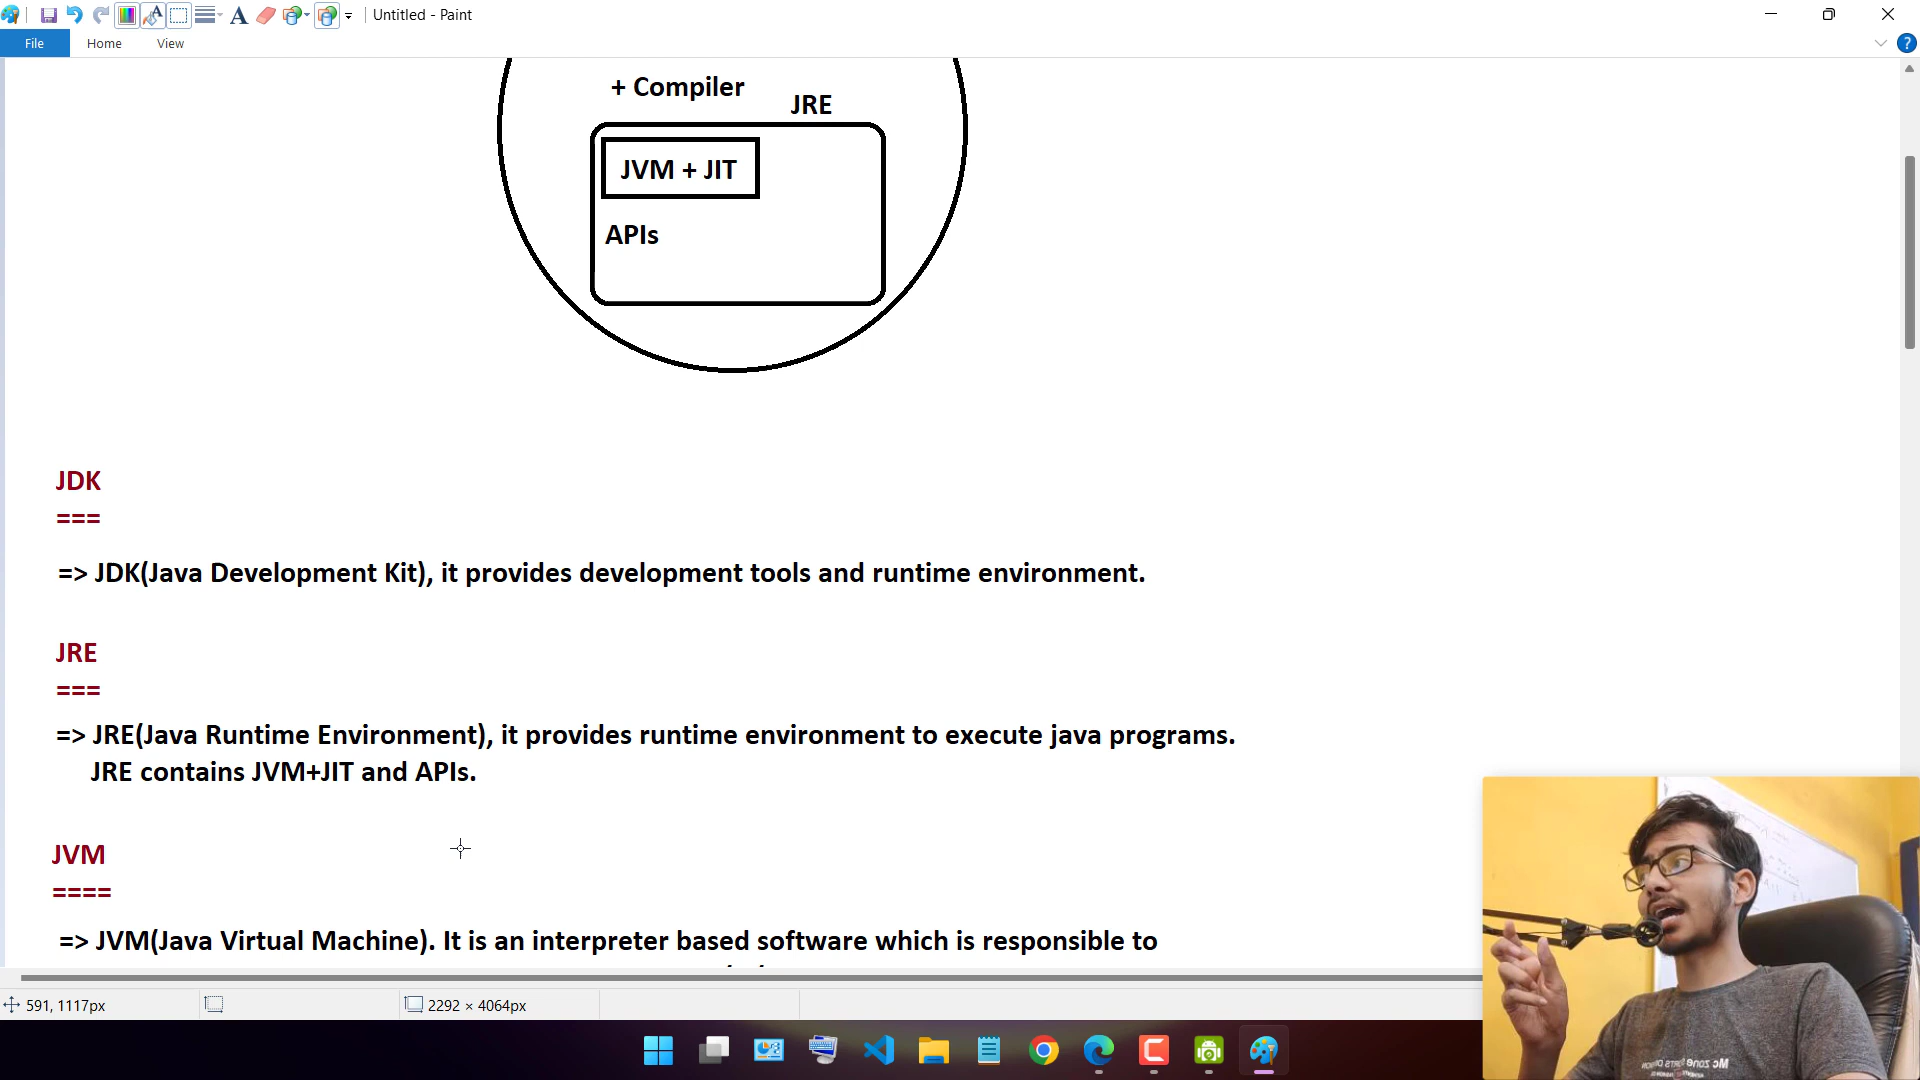 Untitled - Paint
File Home View
+ Compiler
JRE
JVM + JIT
APIs
JDK
===
=> JDK(Java Development Kit), it provides development tools and runtime environment.
JRE
===
=> JRE(Java Runtime Environment), it provides runtime environment to execute java programs.
JRE contains JVM+JIT and APIs.
JVM
====
=> JVM(Java Virtual Machine). It is an interpreter based software which is responsible to
591, 1117px
2292 × 4064px